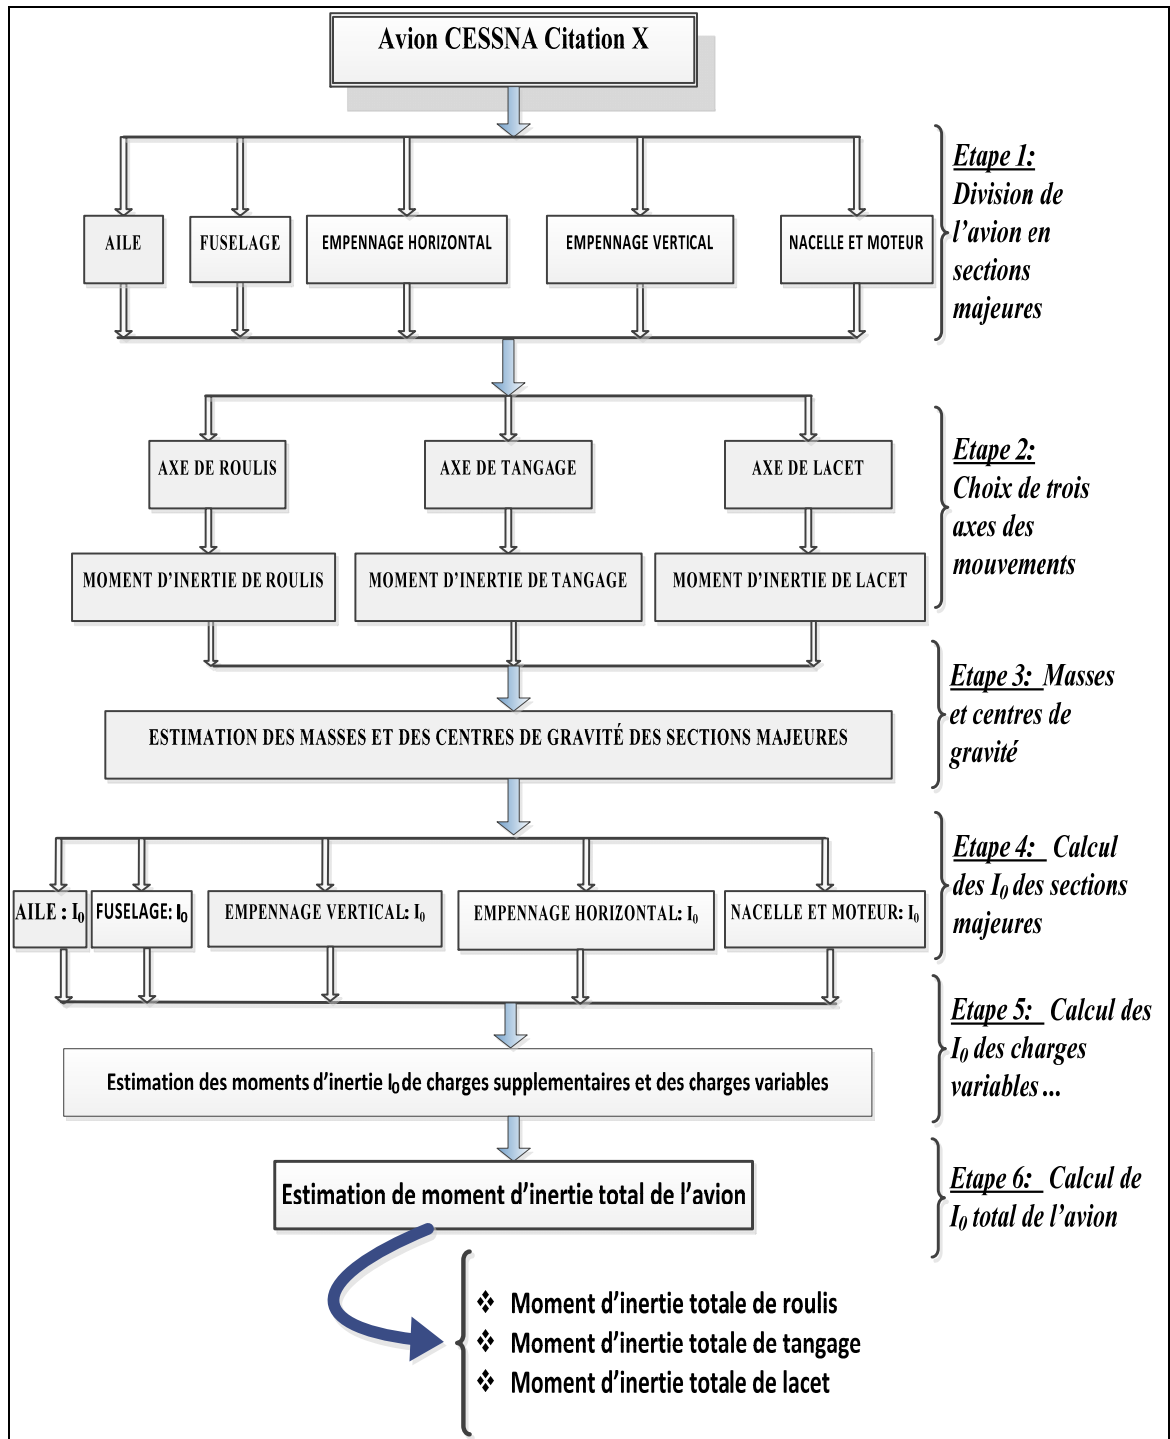 Avion CESSNA Citation X
AILE
FUSELAGE
EMPENNAGE HORIZONTAL
EMPENNAGE VERTICAL
NACELLE ET MOTEUR
Etape 1:
Division de
l’avion en
sections
majeures
AXE DE ROULIS
AXE DE TANGAGE
AXE DE LACET
MOMENT D’INERTIE DE ROULIS
MOMENT D’INERTIE DE TANGAGE
MOMENT D’INERTIE DE LACET
Etape 2:
Choix de trois
axes des
mouvements
ESTIMATION DES MASSES ET DES CENTRES DE GRAVITÉ DES SECTIONS MAJEURES
Etape 3: Masses
et centres de
gravité
AILE : I₀
FUSELAGE: I₀
EMPENNAGE VERTICAL: I₀
EMPENNAGE HORIZONTAL: I₀
NACELLE ET MOTEUR: I₀
Etape 4: Calcul
des I₀ des sections
majeures
Estimation des moments d’inertie I₀ de charges supplementaires et des charges variables
Etape 5: Calcul des
I₀ des charges
variables ...
Estimation de moment d’inertie total de l’avion
Etape 6: Calcul de
I₀ total de l’avion
❖ Moment d’inertie totale de roulis
❖ Moment d’inertie totale de tangage
❖ Moment d’inertie totale de lacet